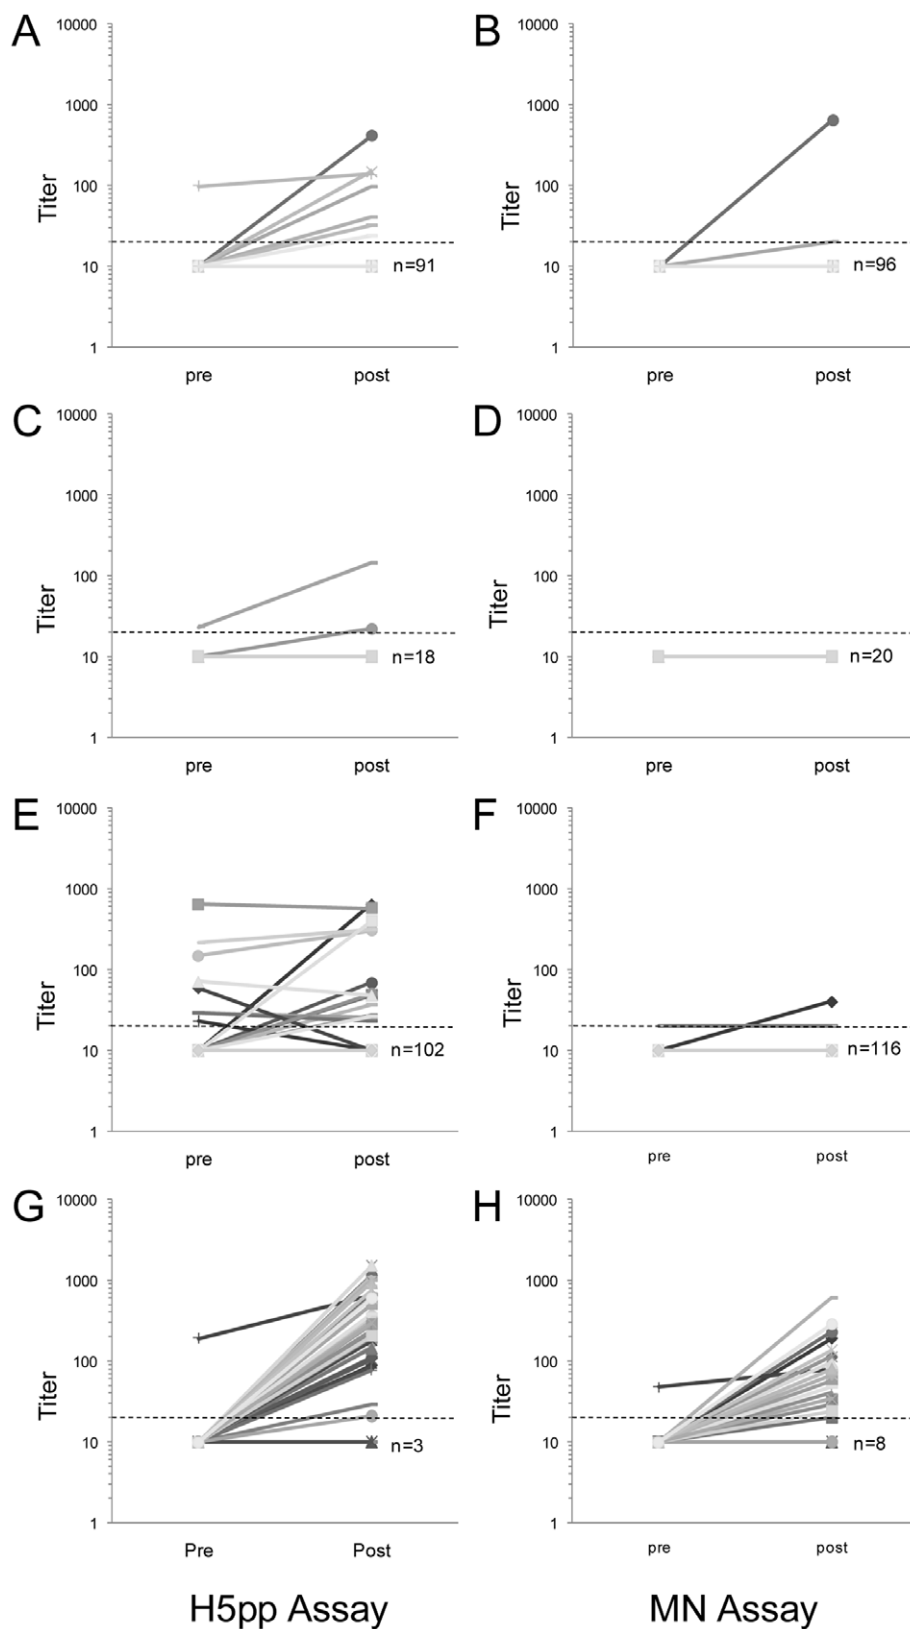 A
10000
1000
100
10
1
Titer
n=91
pre post
B
10000
1000
100
10
1
Titer
n=96
pre post
C
10000
1000
100
10
1
Titer
n=18
pre post
D
10000
1000
100
10
1
Titer
n=20
pre post
E
10000
1000
100
10
1
Titer
n=102
pre post
F
10000
1000
100
10
1
Titer
n=116
pre post
G
10000
1000
100
10
1
Titer
n=3
Pre Post
H
10000
1000
100
10
1
Titer
n=8
pre post
H5pp Assay
MN Assay